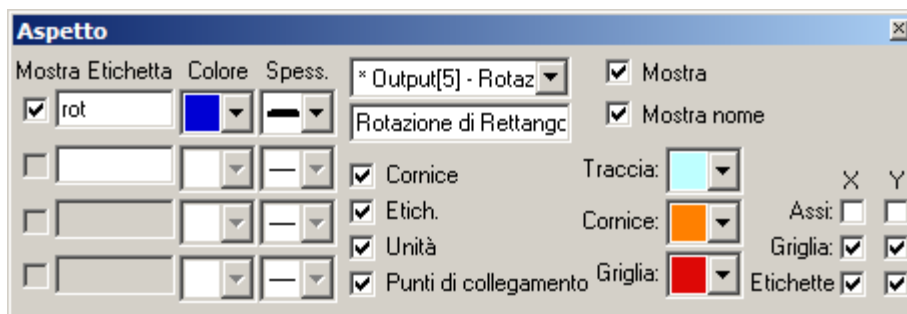 Aspetto
Mostra Etichetta Colore Spess.
rot
* Output[5] - Rotaz
Rotazione di Rettango
Mostra
Mostra nome
Cornice
Etich.
Unità
Punti di collegamento
Traccia:
Cornice:
Griglia:
X Y
Assi:
Griglia:
Etichette